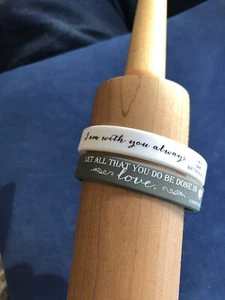 I am with you always
LET ALL THAT YOU DO BE DONE IN
love.